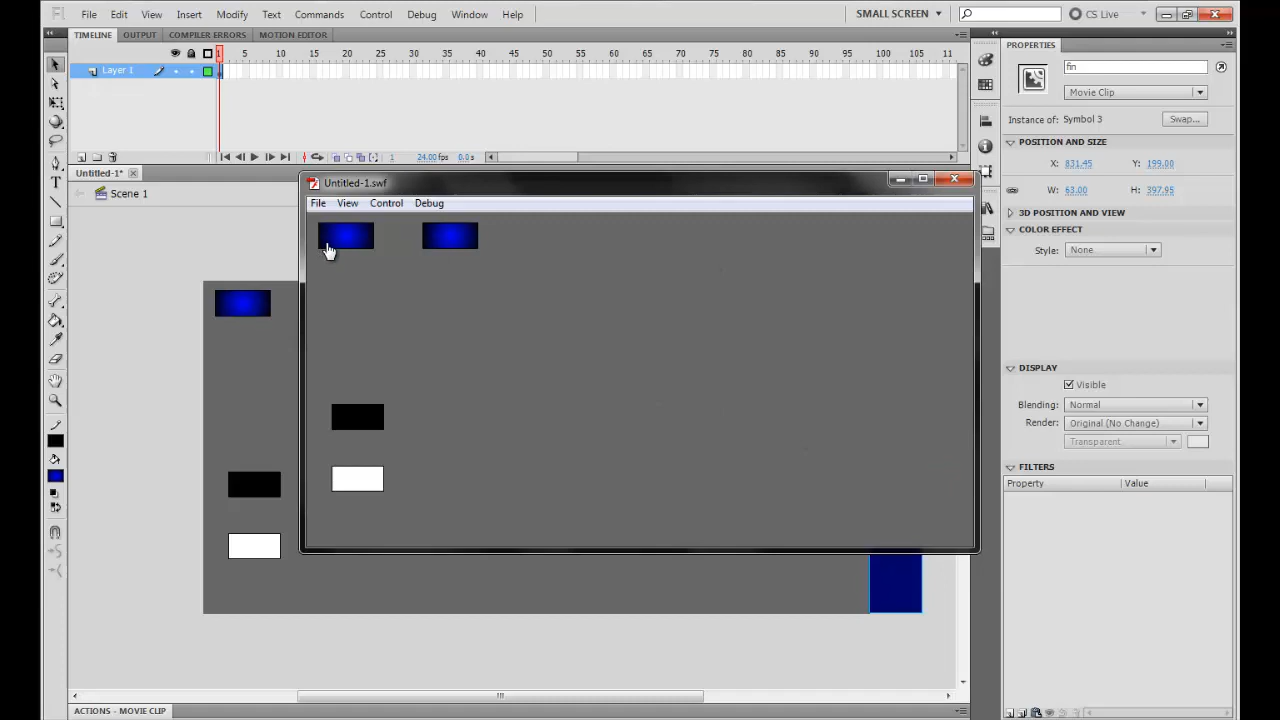 Fl File Edit View Insert Modify Text Commands Control Debug Window Help SMALL SCREEN CS Live
TIMELINE OUTPUT COMPILER ERRORS MOTION EDITOR
1 5 10 15 20 25 30 35 40 45 50 55 60 65 70 75 80 85 90 95 100 105 11
Layer 1
1 24.00 fps 0.0 s
Untitled-1*
Scene 1
Untitled-1.swf
File View Control Debug
PROPERTIES
fin
Movie Clip
Instance of: Symbol 3 Swap...
POSITION AND SIZE
X: 831.45 Y: 199.00
W: 63.00 H: 397.95
3D POSITION AND VIEW
COLOR EFFECT
Style: None
DISPLAY
Visible
Blending: Normal
Render: Original (No Change)
Transparent
FILTERS
Property Value
ACTIONS - MOVIE CLIP